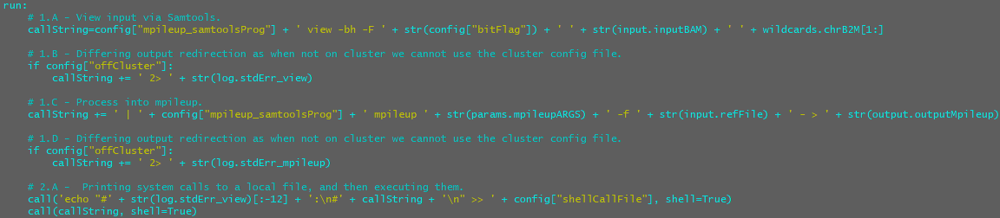 run:
    # 1.A - View input via Samtools.
    callString=config["mpileup_samtoolsProg"] + ' view -bh -F ' + str(config["bitFlag"]) + ' ' + str(input.inputBAM) + ' ' + wildcards.chrB2M[1:]

    # 1.B - Differing output redirection as when not on cluster we cannot use the cluster config file.
    if config["offCluster"]:
        callString += ' 2> ' + str(log.stdErr_view)

    # 1.C - Process into mpileup.
    callString += ' | ' + config["mpileup_samtoolsProg"] + ' mpileup ' + str(params.mpileupARGS) + ' -f ' + str(input.refFile) + ' - > ' + str(output.outputMpileup)

    # 1.D - Differing output redirection as when not on cluster we cannot use the cluster config file.
    if config["offCluster"]:
        callString += ' 2> ' + str(log.stdErr_mpileup)

    # 2.A -  Printing system calls to a local file, and then executing them.
    call('echo "#' + str(log.stdErr_view)[:-12] + ':\n#' + callString + '\n" >> ' + config["shellCallFile"], shell=True)
    call(callString, shell=True)